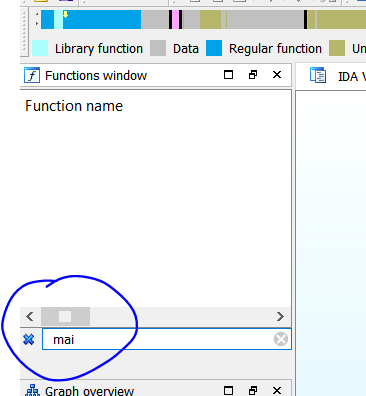 Library function Data Regular function Un
Functions window IDA V
Function name
mai
Graph overview